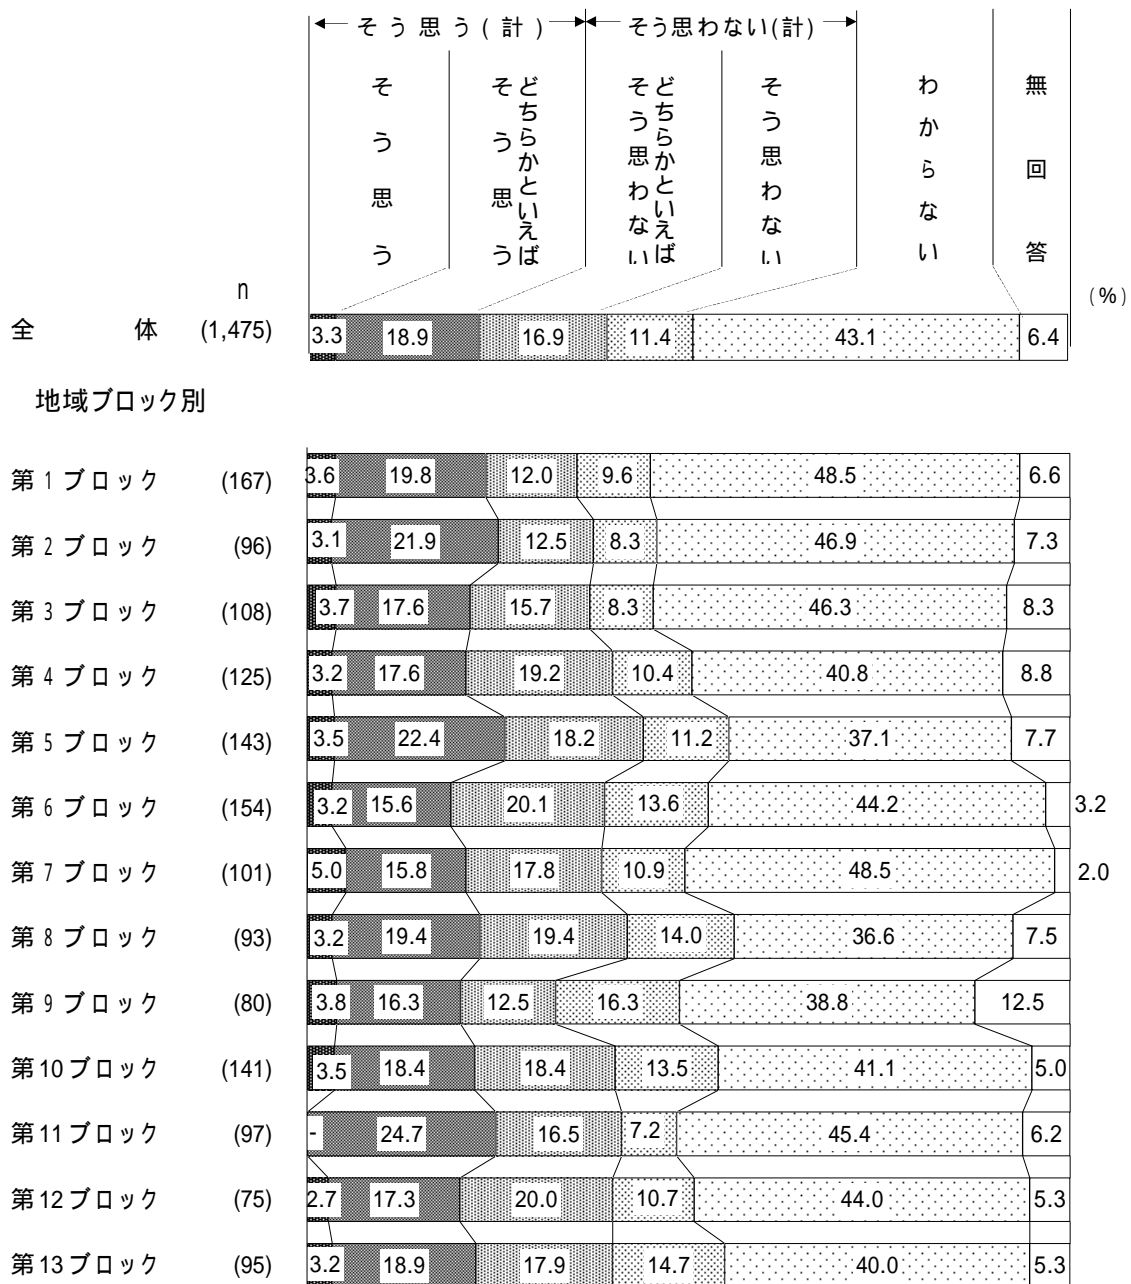 そう思う(計) そう思わない(計)
そう思う
どちらかといえば
そう思う
どちらかといえば
そう思わない
そう思わない
わからない
無回答
n
(%)
全体 (1,475) 3.3 18.9 16.9 11.4 43.1 6.4
地域ブロック別
第1ブロック (167) 3.6 19.8 12.0 9.6 48.5 6.6
第2ブロック (96) 3.1 21.9 12.5 8.3 46.9 7.3
第3ブロック (108) 3.7 17.6 15.7 8.3 46.3 8.3
第4ブロック (125) 3.2 17.6 19.2 10.4 40.8 8.8
第5ブロック (143) 3.5 22.4 18.2 11.2 37.1 7.7
第6ブロック (154) 3.2 15.6 20.1 13.6 44.2 3.2
第7ブロック (101) 5.0 15.8 17.8 10.9 48.5 2.0
第8ブロック (93) 3.2 19.4 19.4 14.0 36.6 7.5
第9ブロック (80) 3.8 16.3 12.5 16.3 38.8 12.5
第10ブロック (141) 3.5 18.4 18.4 13.5 41.1 5.0
第11ブロック (97) - 24.7 16.5 7.2 45.4 6.2
第12ブロック (75) 2.7 17.3 20.0 10.7 44.0 5.3
第13ブロック (95) 3.2 18.9 17.9 14.7 40.0 5.3